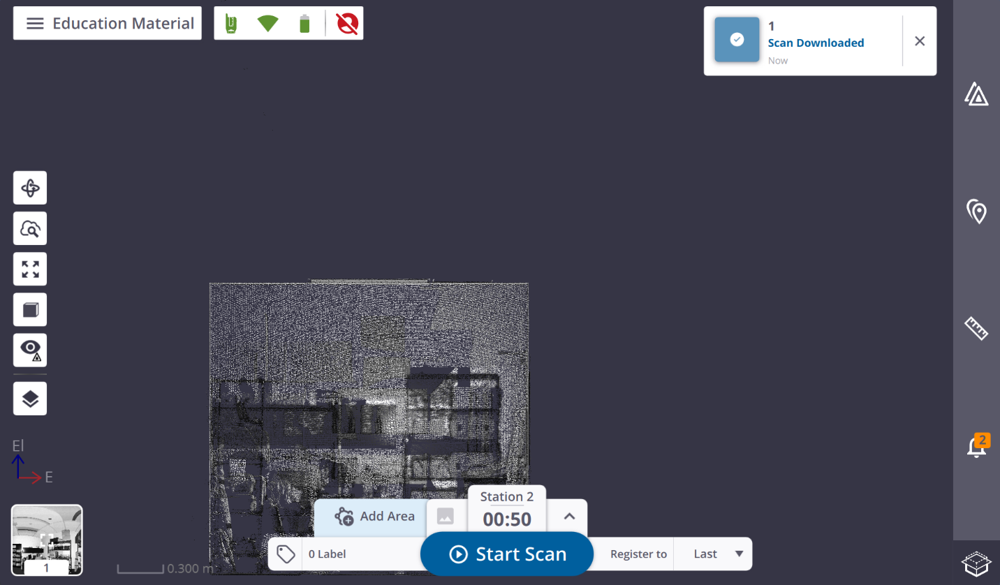 Education Material
1
Scan Downloaded
Now
2
El
E
1
0.300 m
Add Area
Station 2
00:50
0 Label
Start Scan
Register to
Last